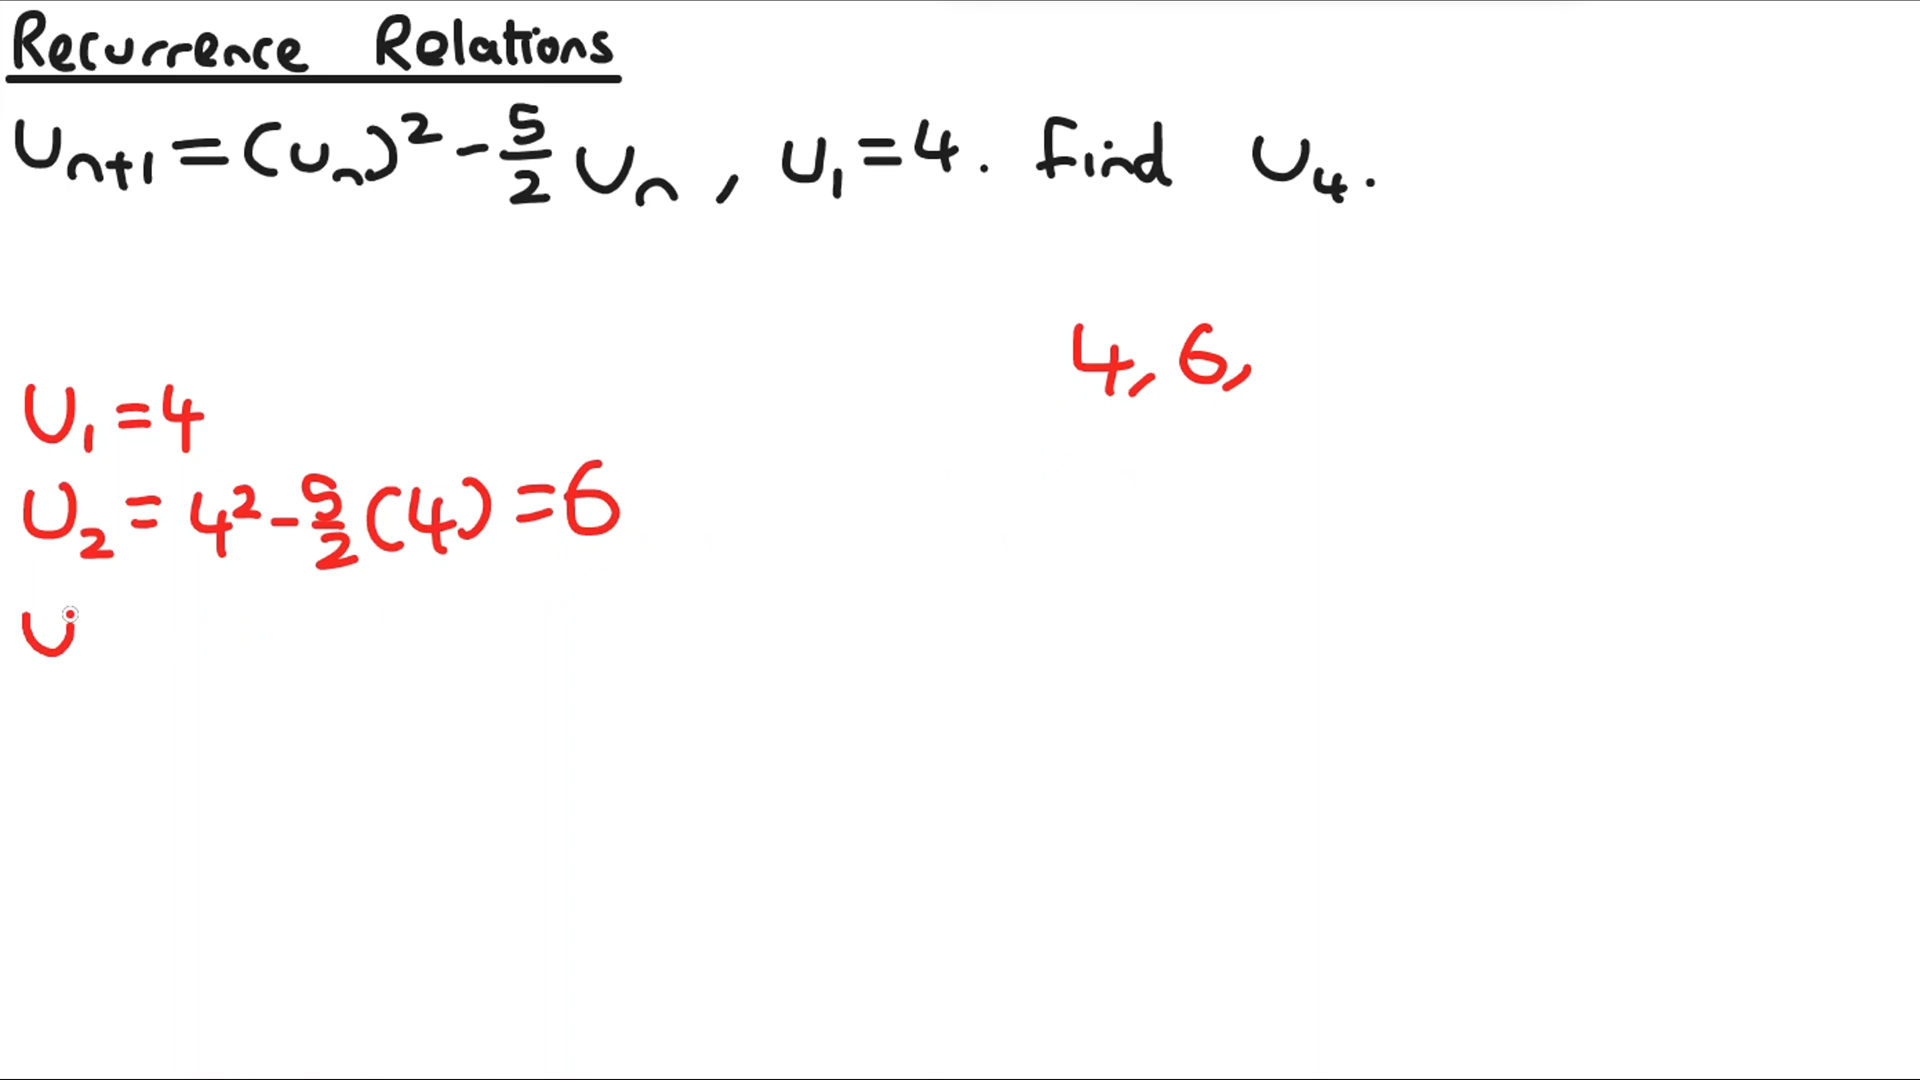 Recurrence Relations
Uₙ₊₁ = (uₙ)² - 5/2 Uₙ , U₁ = 4 . Find U₄ .
4, 6,
U₁ = 4
U₂ = 4² - 5/2 (4) = 6
U